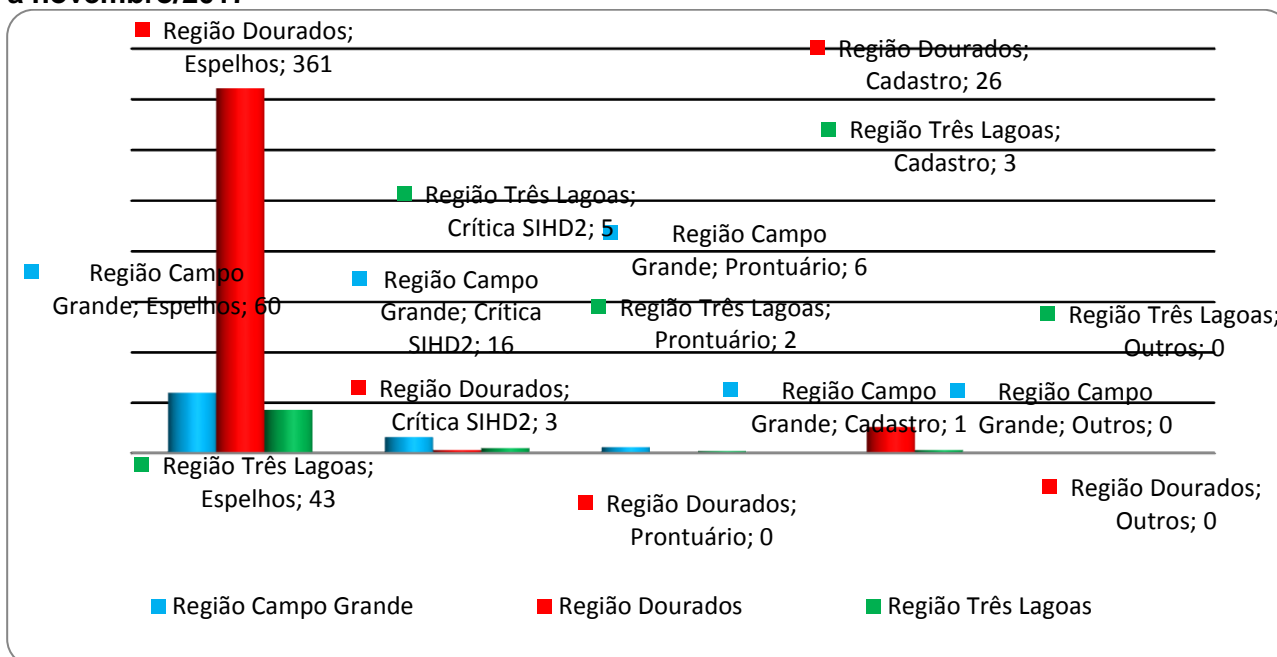 a novembro/2017
Região Dourados;
Espelhos; 361
Região Dourados;
Cadastro; 26
Região Três Lagoas;
Cadastro; 3
Região Três Lagoas;
Crítica SIHD2; 5
Região Campo
Grande; Prontuário; 6
Região Campo
Grande; Espelhos; 60
Região Campo
Grande; Crítica
SIHD2; 16
Região Três Lagoas;
Prontuário; 2
Região Três Lagoas;
Outros; 0
Região Dourados;
Crítica SIHD2; 3
Região Campo
Grande; Cadastro; 1
Região Campo
Grande; Outros; 0
Região Três Lagoas;
Espelhos; 43
Região Dourados;
Prontuário; 0
Região Dourados;
Outros; 0
Região Campo Grande
Região Dourados
Região Três Lagoas